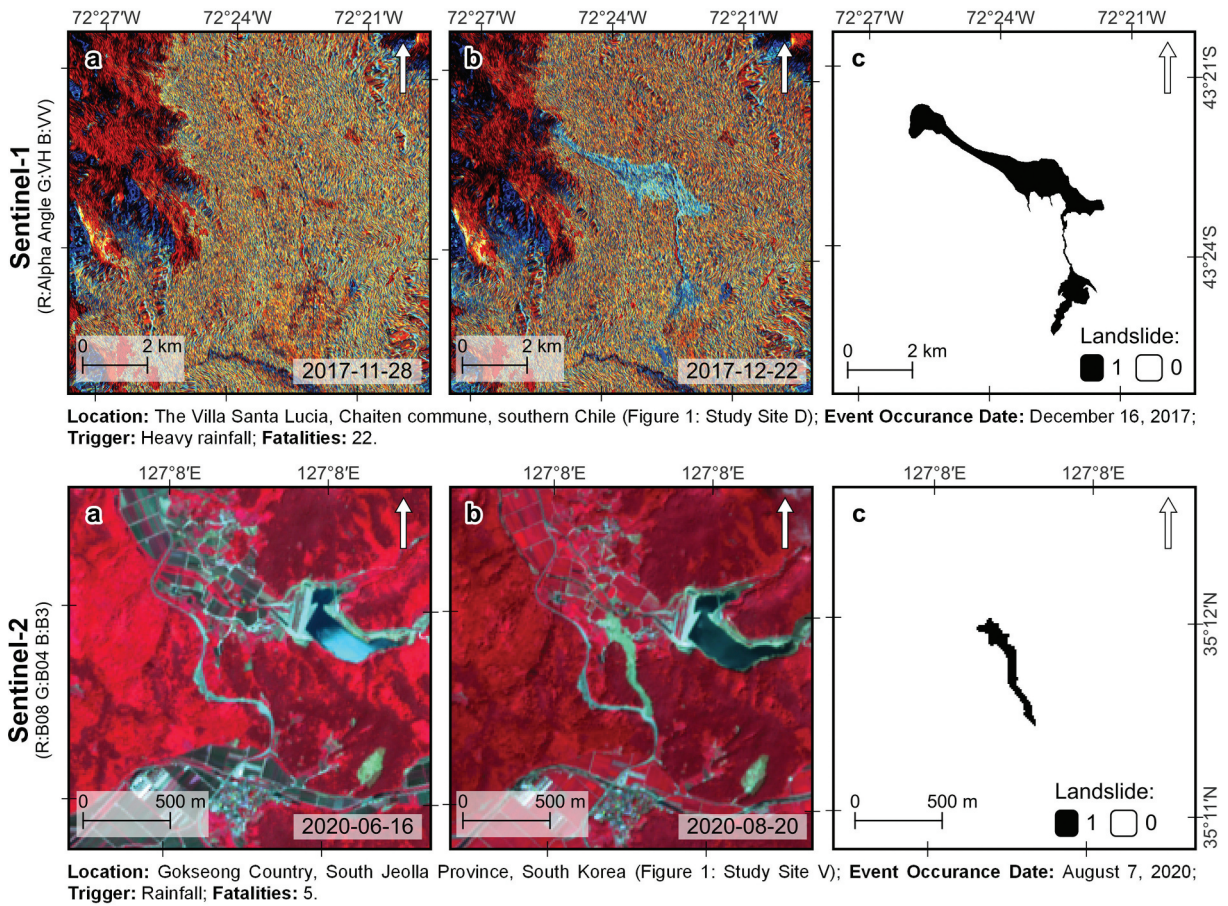 72°27'W 72°24'W 72°21'W 72°27'W 72°24'W 72°21'W 72°27'W 72°24'W 72°21'W
a b c
43°21'S
43°24'S
Sentinel-1
(R:Alpha Angle G:VH B:VV)
0 2 km 2017-11-28
0 2 km 2017-12-22
Landslide:
0 2 km 1 0
Location: The Villa Santa Lucia, Chaiten commune, southern Chile (Figure 1: Study Site D); Event Occurance Date: December 16, 2017;
Trigger: Heavy rainfall; Fatalities: 22.
127°8'E 127°8'E 127°8'E 127°8'E 127°8'E 127°8'E
a b c
35°12'N
35°11'N
Sentinel-2
(R:B08 G:B04 B:B3)
0 500 m 2020-06-16
0 500 m 2020-08-20
Landslide:
0 500 m 1 0
Location: Gokseong Country, South Jeolla Province, South Korea (Figure 1: Study Site V); Event Occurance Date: August 7, 2020;
Trigger: Rainfall; Fatalities: 5.